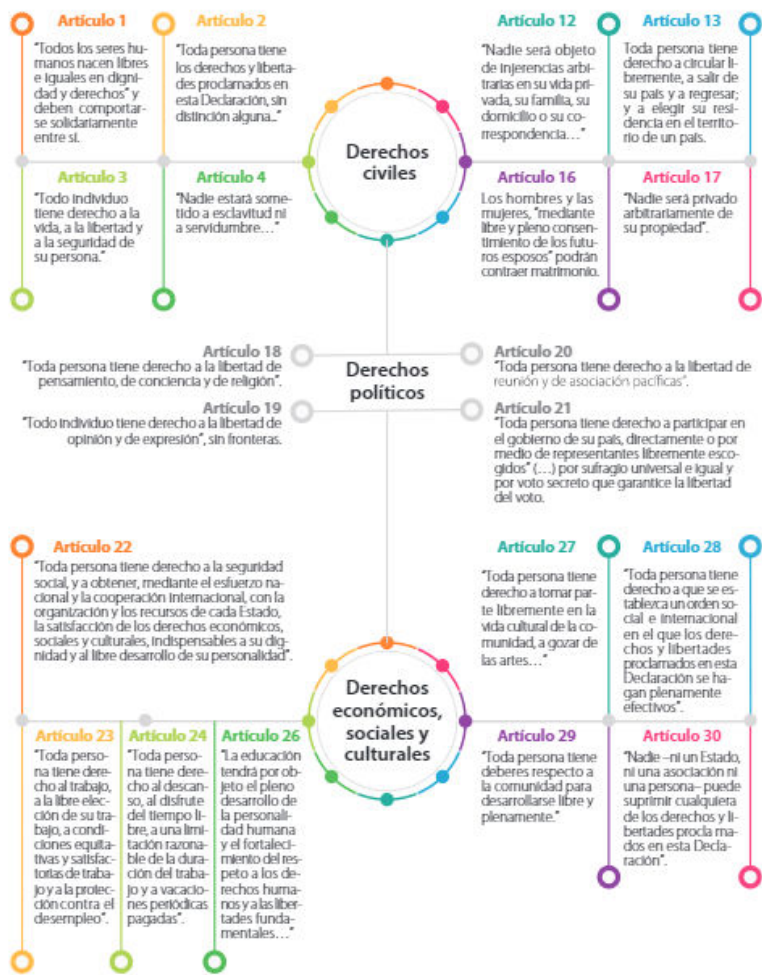 Artículo 1
"Todos los seres hu-
manos nacen libres
e iguales en digni-
dad y derechos" y
deben comportar-
se solidariamente
entre sí.
Artículo 2
"Toda persona tiene
los derechos y liberta-
des proclamados en
esta Declaración, sin
distinción alguna..."
Artículo 3
"Todo individuo
tiene derecho a la
vida, a la libertad y
a la seguridad de
su persona."
Artículo 4
"Nadie estará some-
tido a esclavitud ni
a servidumbre…"
Derechos
civiles
Artículo 12
"Nadie será objeto
de injerencias arbi-
trarias en su vida pri-
vada, su familia, su
domicilio o su co-
rrespondencia…"
Artículo 13
Toda persona tiene
derecho a circular li-
bremente, a salir de
su país y a regresar;
y a elegir su resi-
dencia en el territo-
rio de un país.
Artículo 16
Los hombres y las
mujeres, "mediante
libre y pleno consen-
timiento de los futu-
ros esposos" podrán
contraer matrimonio.
Artículo 17
"Nadie será privado
arbitrariamente de
su propiedad".
Artículo 18
"Toda persona tiene derecho a la libertad de
pensamiento, de conciencia y de religión".
Artículo 19
"Todo individuo tiene derecho a la libertad de
opinión y de expresión", sin fronteras.
Derechos
políticos
Artículo 20
"Toda persona tiene derecho a la libertad de
reunión y de asociación pacíficas".
Artículo 21
"Toda persona tiene derecho a participar en
el gobierno de su país, directamente o por
medio de representantes libremente esco-
gidos" (…) por sufragio universal e igual y
por voto secreto que garantice la libertad
del voto.
Artículo 22
"Toda persona tiene derecho a la seguridad
social, y a obtener, mediante el esfuerzo na-
cional y la cooperación internacional, con la
organización y los recursos de cada Estado,
la satisfacción de los derechos económicos,
sociales y culturales, indispensables a su dig-
nidad y al libre desarrollo de su personalidad".
Artículo 23
"Toda perso-
na tiene dere-
cho al trabajo,
a la libre elec-
ción de su tra-
bajo, a condi-
ciones equita-
tivas y satisfac-
torias de traba-
jo y a la protec-
ción contra el
desempleo".
Artículo 24
"Toda perso-
na tiene dere-
cho al descan-
so, al disfrute
del tiempo li-
bre, a una limi-
tación razona-
ble de la dura-
ción del traba-
jo y a vacacio-
nes periódicas
pagadas".
Artículo 26
"La educación
tendrá por ob-
jeto el pleno
desarrollo de
la personali-
dad humana
y el fortaleci-
miento del res-
peto a los de-
rechos huma-
nos y a las liber-
tades funda-
mentales…"
Derechos
económicos,
sociales y
culturales
Artículo 27
"Toda persona tiene
derecho a tomar par-
te libremente en la
vida cultural de la co-
munidad, a gozar de
las artes…"
Artículo 28
"Toda persona tiene
derecho a que se es-
tablezca un orden so-
cial e internacional
en el que los dere-
chos y libertades
proclamados en esta
Declaración se ha-
gan plenamente
efectivos".
Artículo 29
"Toda persona tiene
deberes respecto a
la comunidad para
desarrollarse libre y
plenamente."
Artículo 30
"Nadie –ni un Estado,
ni una asociación ni
una persona– puede
suprimir cualquiera
de los derechos y li-
bertades procla ma-
dos en esta Decla-
ración".